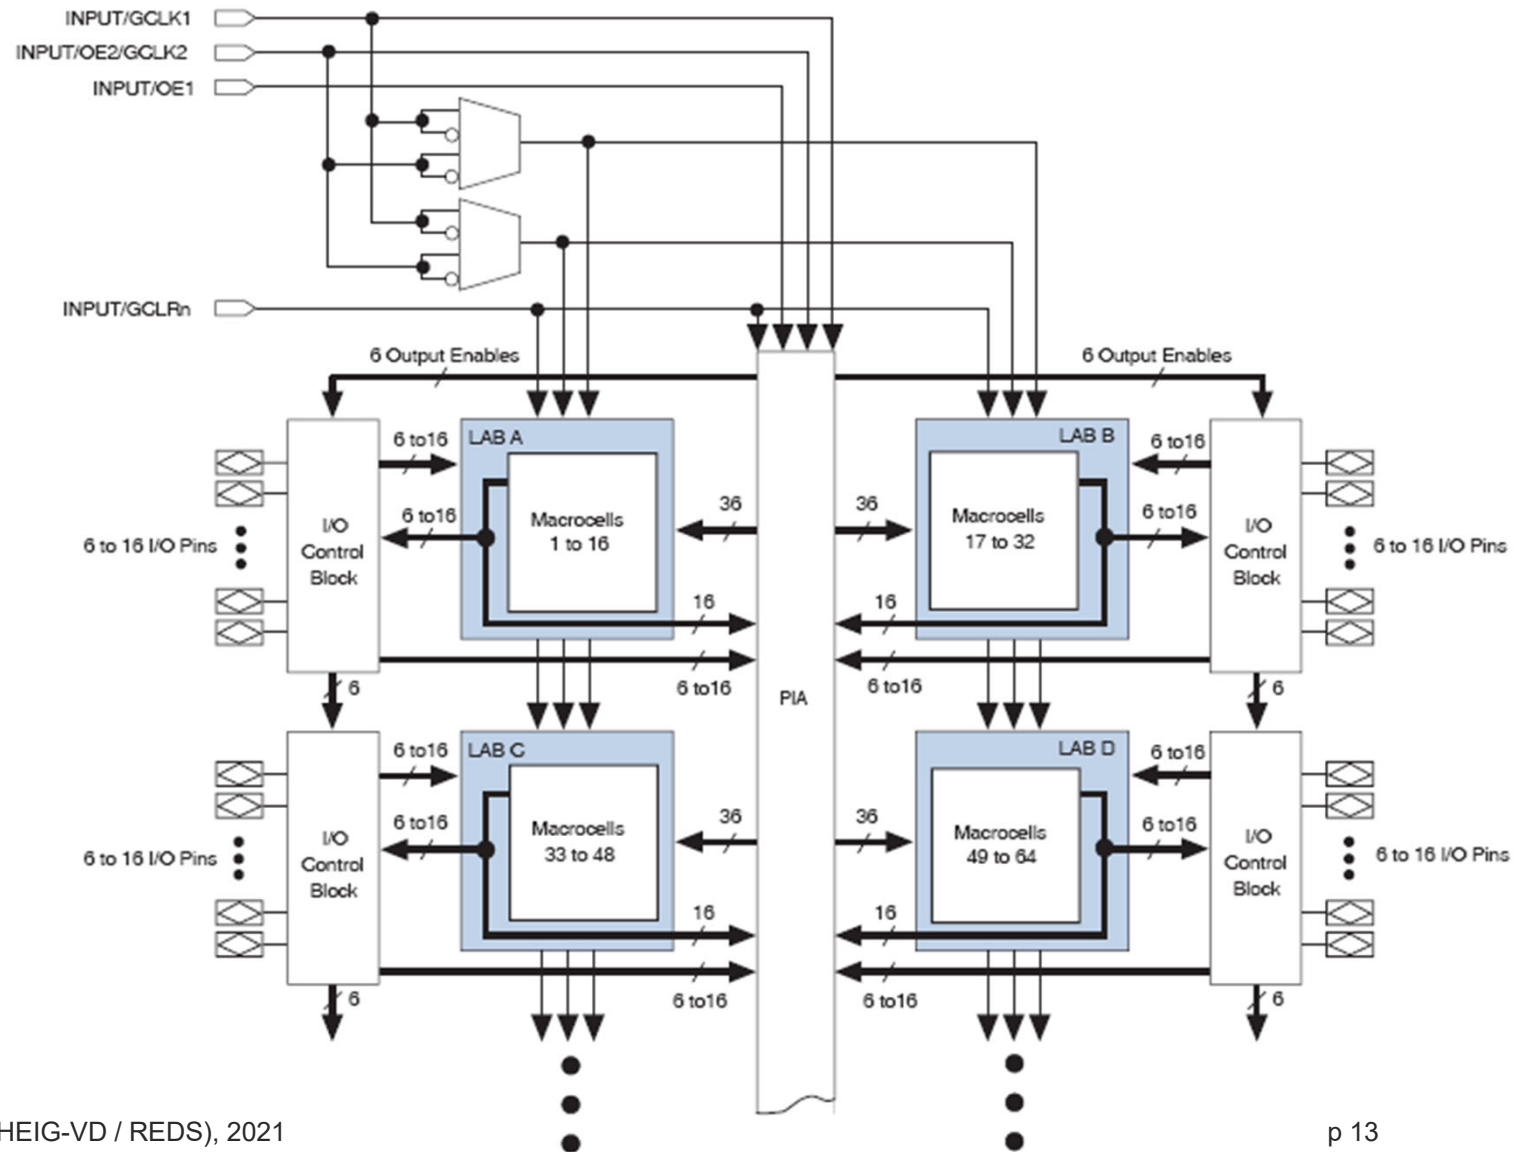 INPUT/GCLK1
INPUT/OE2/GCLK2
INPUT/OE1
INPUT/GCLRn
6 Output Enables
6 Output Enables
6 to16
LAB A
LAB B
6 to16
I/O
Control
Block
6 to16
Macrocells
1 to 16
36
36
Macrocells
17 to 32
6 to16
I/O
Control
Block
6 to 16 I/O Pins
6 to 16 I/O Pins
16
16
6 to16
6 to16
6
6
PIA
6 to16
LAB C
LAB D
6 to16
I/O
Control
Block
6 to16
Macrocells
33 to 48
36
36
Macrocells
49 to 64
6 to16
I/O
Control
Block
6 to 16 I/O Pins
6 to 16 I/O Pins
16
16
6 to16
6 to16
6
6
HEIG-VD / REDS), 2021
p 13